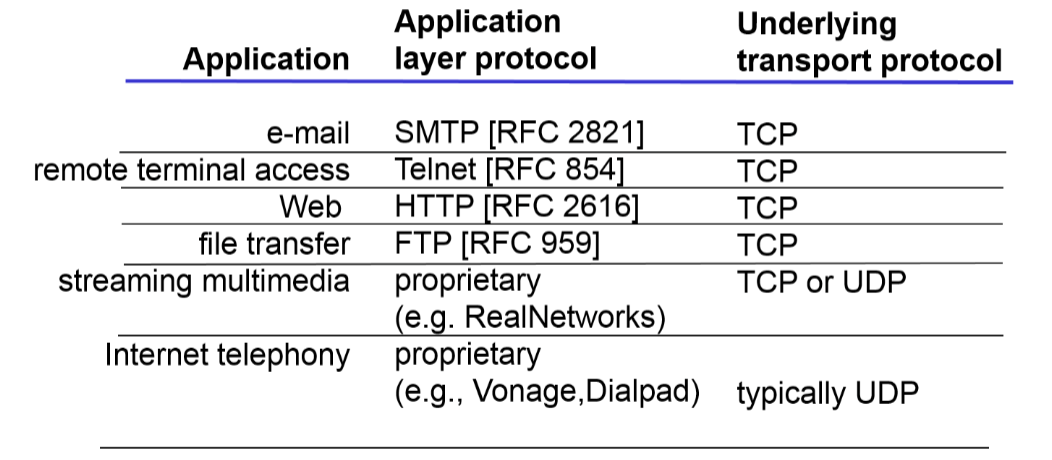 Application Application layer protocol Underlying transport protocol
e-mail SMTP [RFC 2821] TCP
remote terminal access Telnet [RFC 854] TCP
Web HTTP [RFC 2616] TCP
file transfer FTP [RFC 959] TCP
streaming multimedia proprietary TCP or UDP
(e.g. RealNetworks)
Internet telephony proprietary
(e.g., Vonage,Dialpad) typically UDP